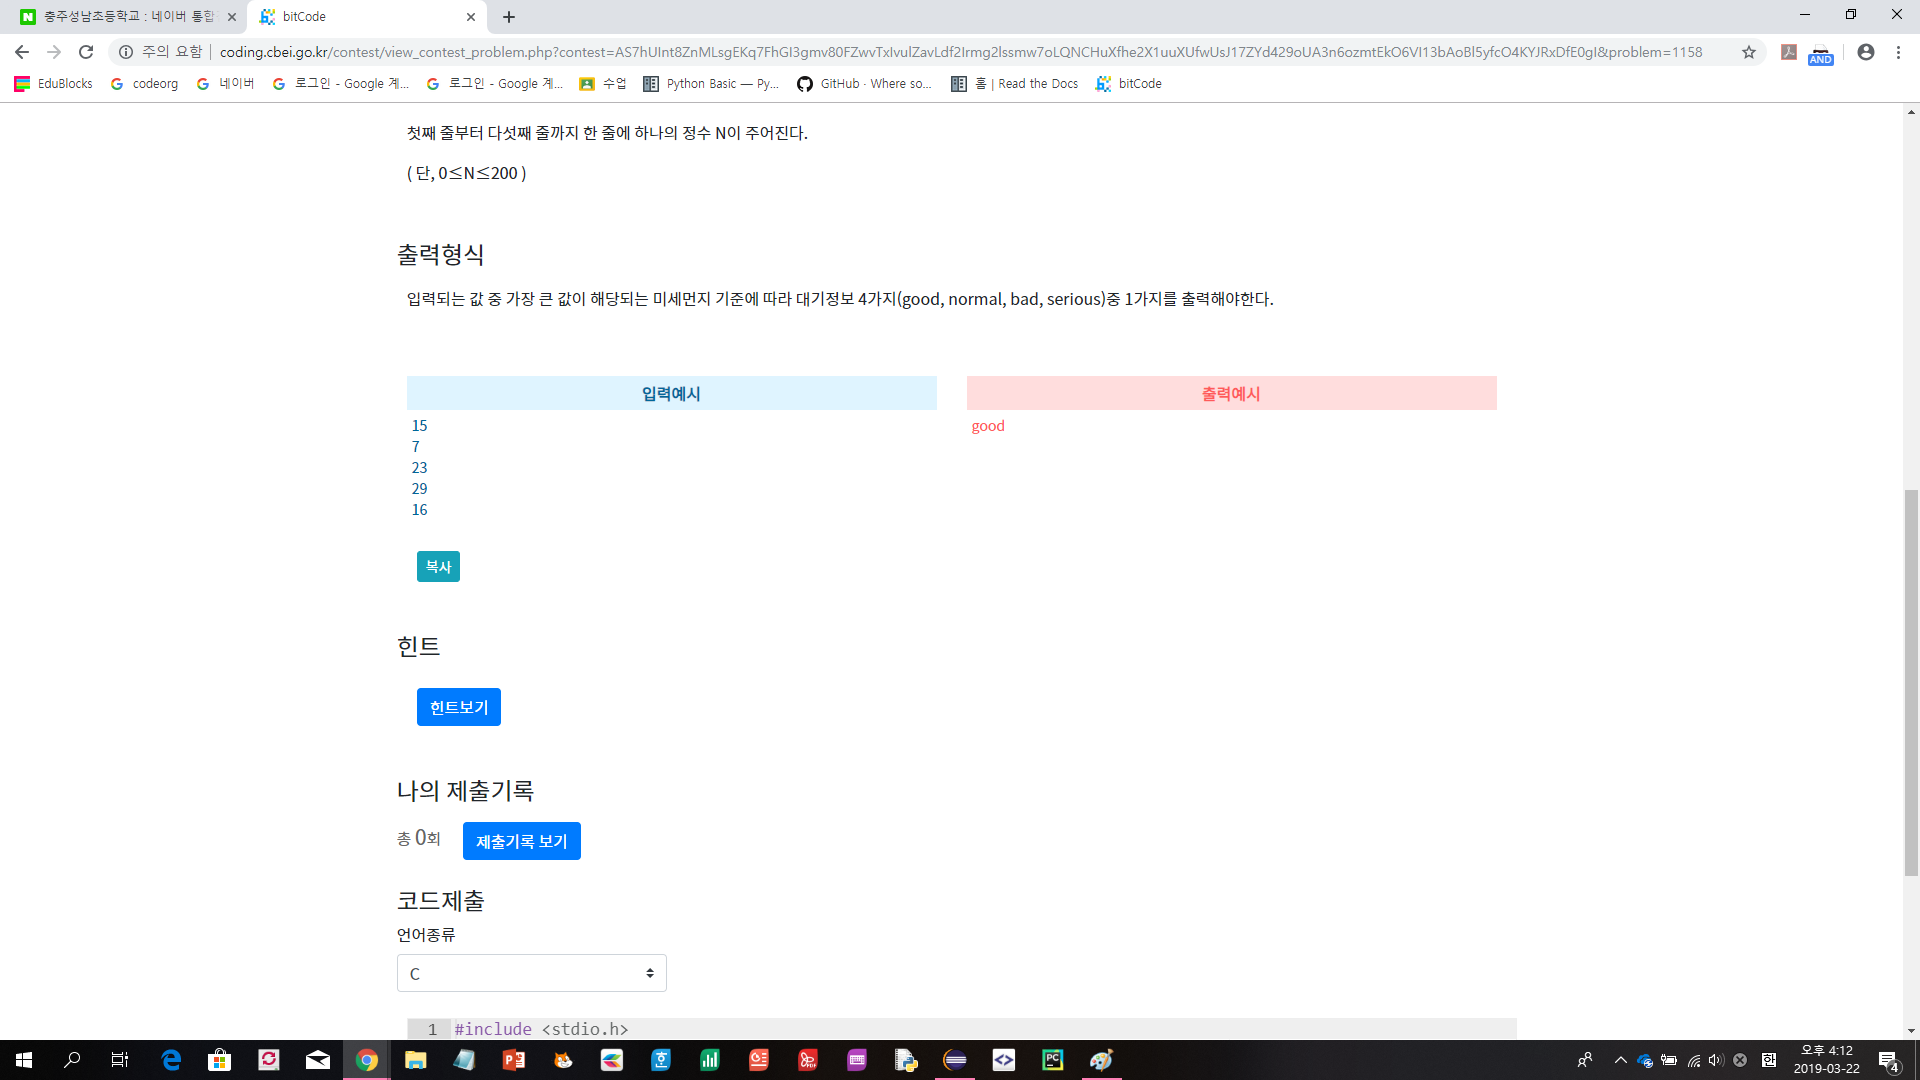 충주성남초등학교 : 네이버 통합
bitCode
주의 요함
coding.cbei.go.kr/contest/view_contest_problem.php?contest=
&problem=1158
AND
EduBlocks
codeorg
네이버
로그인 - Google 계...
로그인 - Google 계...
수업
Python Basic — Py...
GitHub · Where so...
홈 | Read the Docs
bitCode
첫째 줄부터 다섯째 줄까지 한 줄에 하나의 정수 N이 주어진다.
( 단, 0≤N≤200 )
출력형식
입력되는 값 중 가장 큰 값이 해당되는 미세먼지 기준에 따라 대기정보 4가지(good, normal, bad, serious)중 1가지를 출력해야한다.
입력예시
출력예시
15
good
7
23
29
16
복사
힌트
힌트보기
나의 제출기록
총 0회
제출기록 보기
코드제출
언어종류
C
1 #include <stdio.h>
오후 4:12
2019-03-22
4